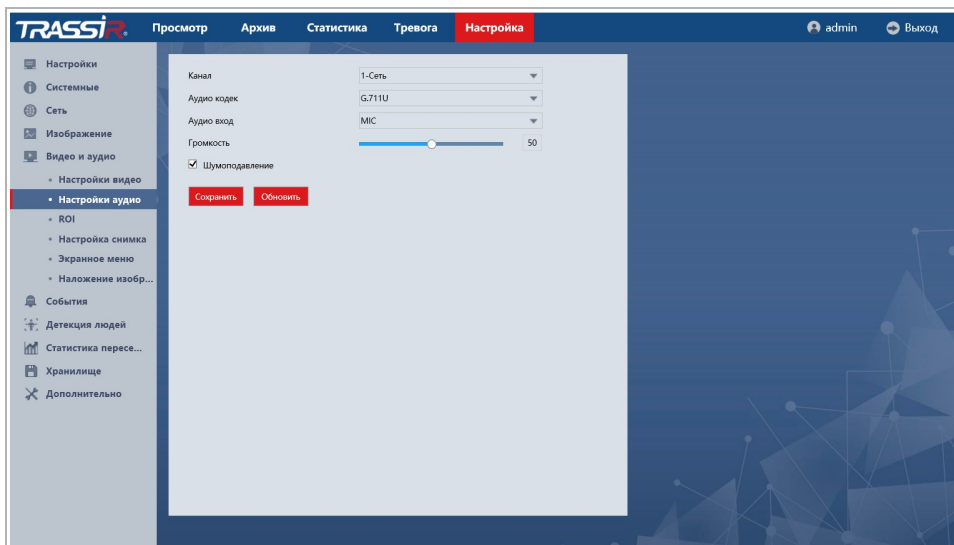 TRASSIR Просмотр Архив Статистика Тревога Настройка admin Выход
Настройки
Системные
Сеть
Изображение
Видео и аудио
Настройки видео
Настройки аудио
ROI
Настройка снимка
Экранное меню
Наложение изобр...
События
Детекция людей
Статистика пересе...
Хранилище
Дополнительно
Канал 1-Сеть
Аудио кодек G.711U
Аудио вход MIC
Громкость 50
Шумоподавление
Сохранить Обновить